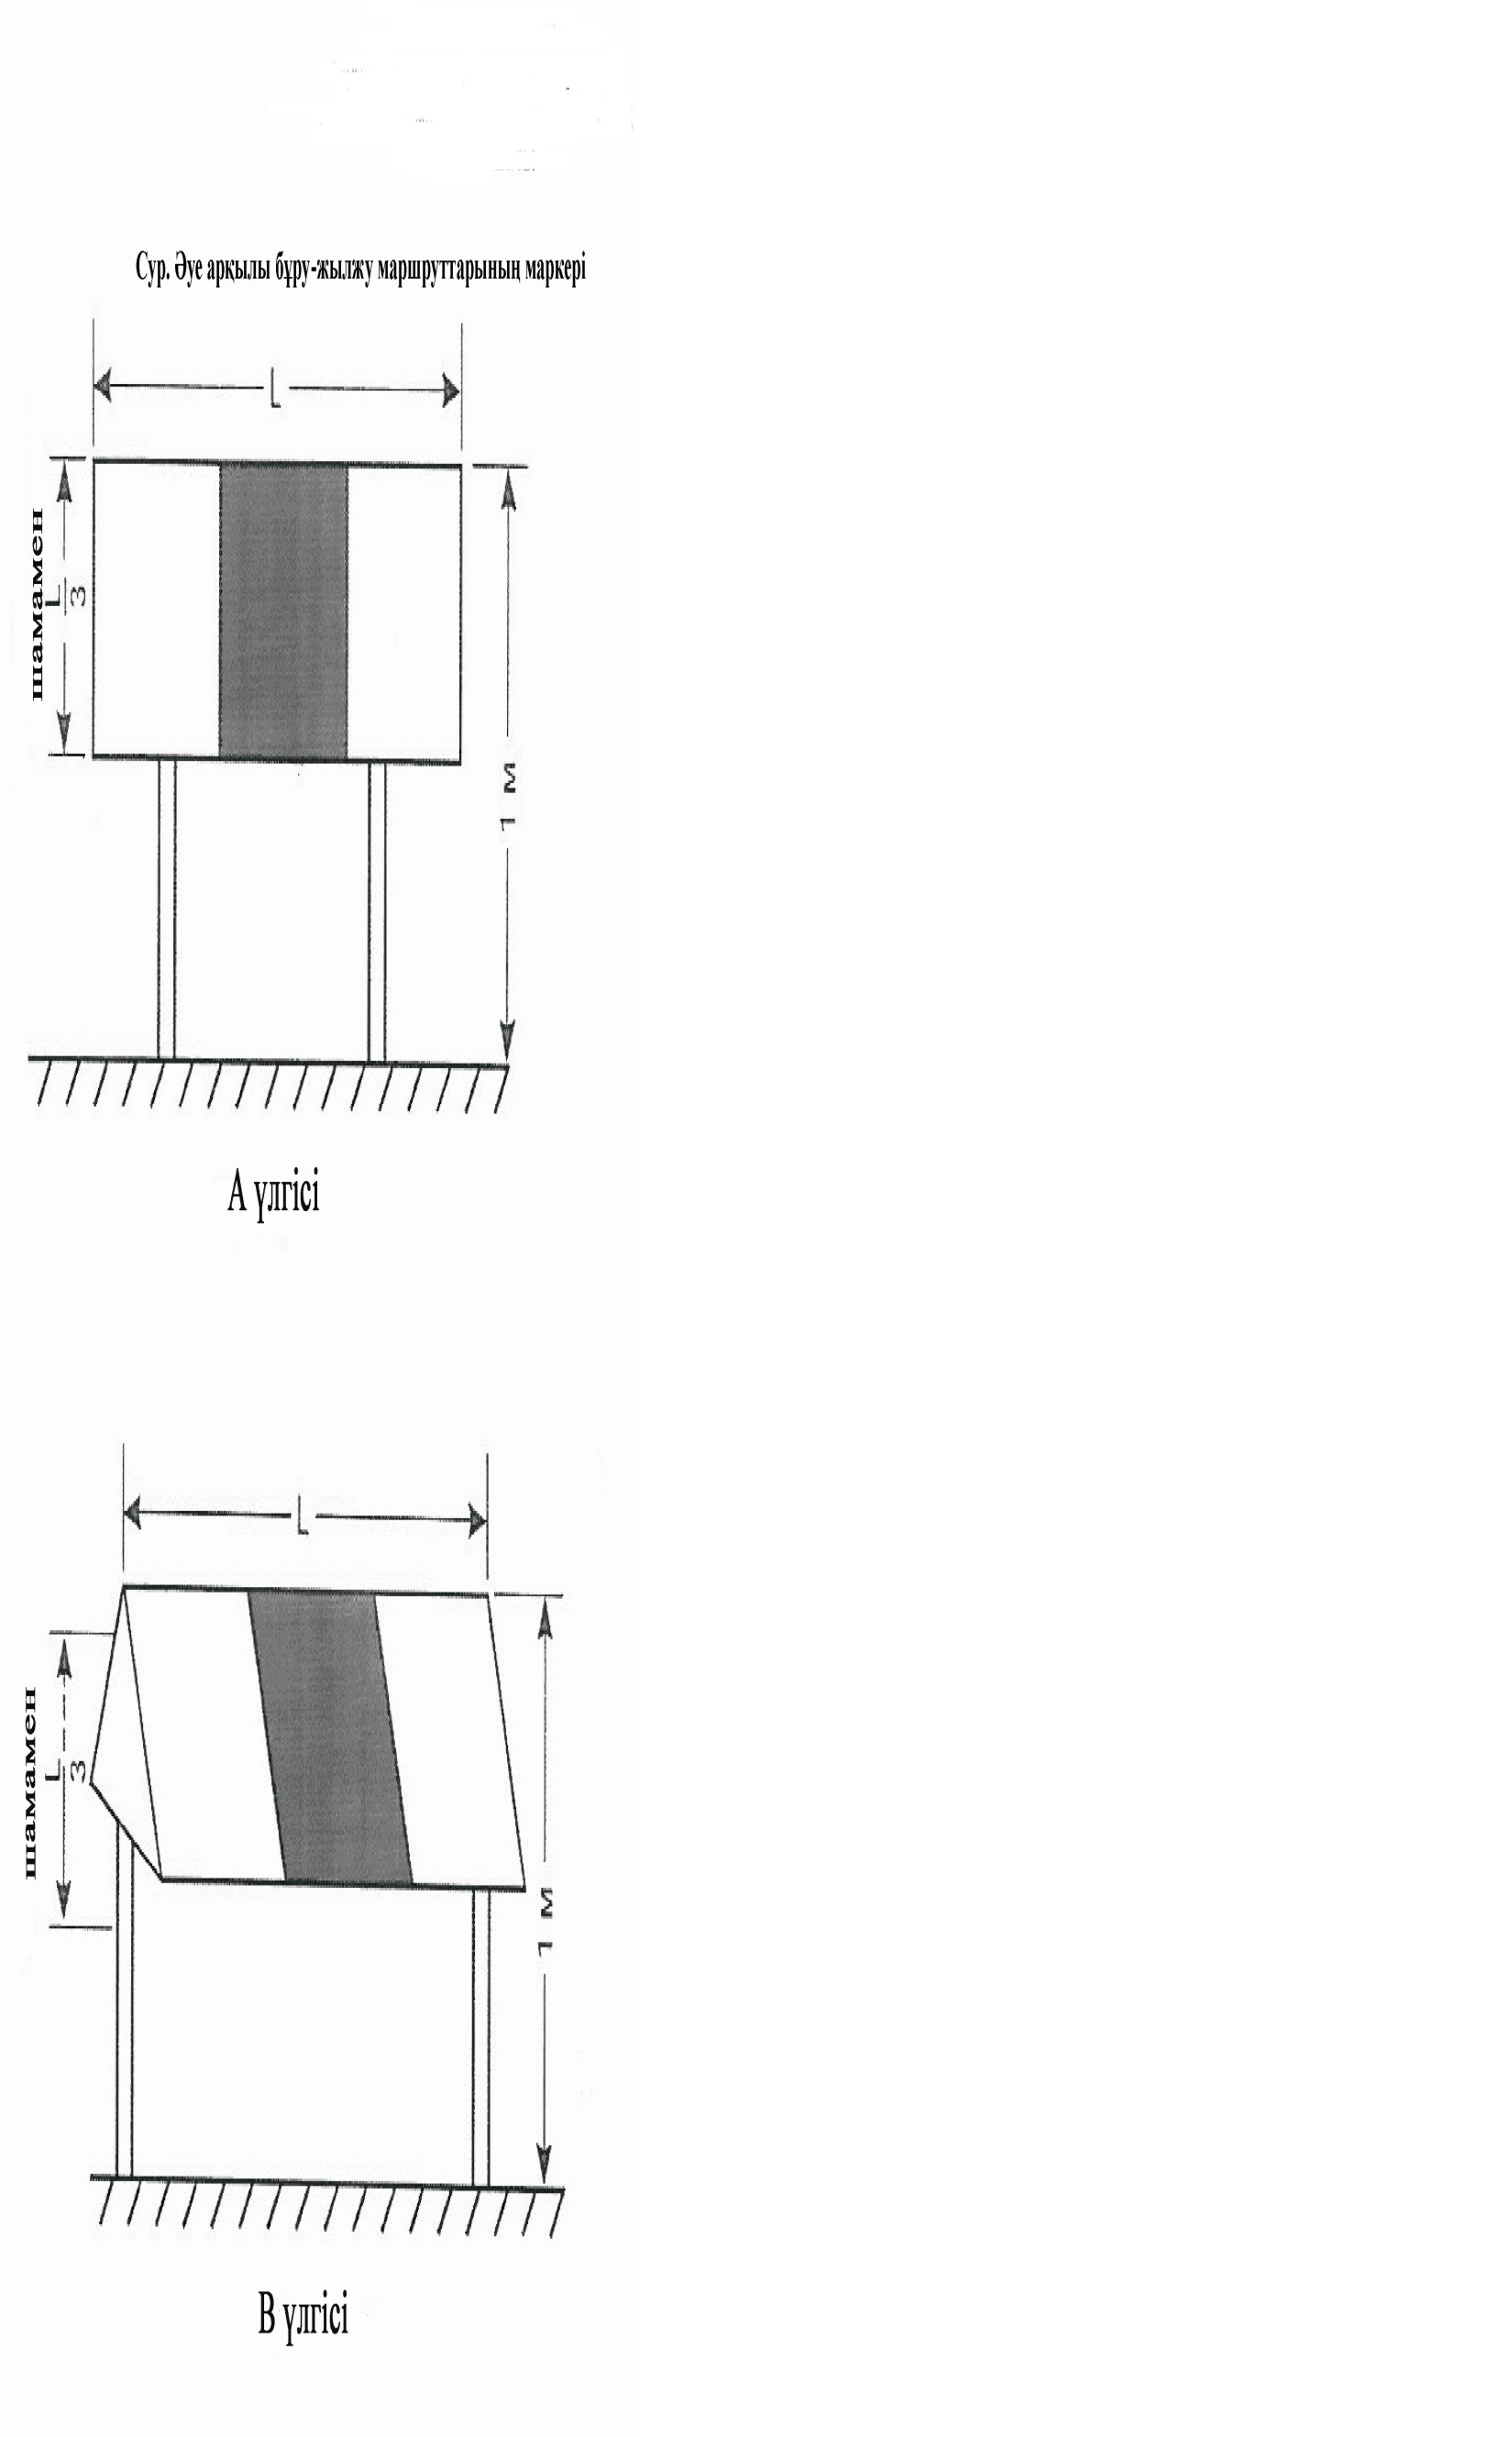 Сур. Әуе арқылы бұру-жылжу маршруттарының маркері
L
шамамен
L
3
1 м
А үлгісі
L
шамамен
L
3
1 м
В үлгісі